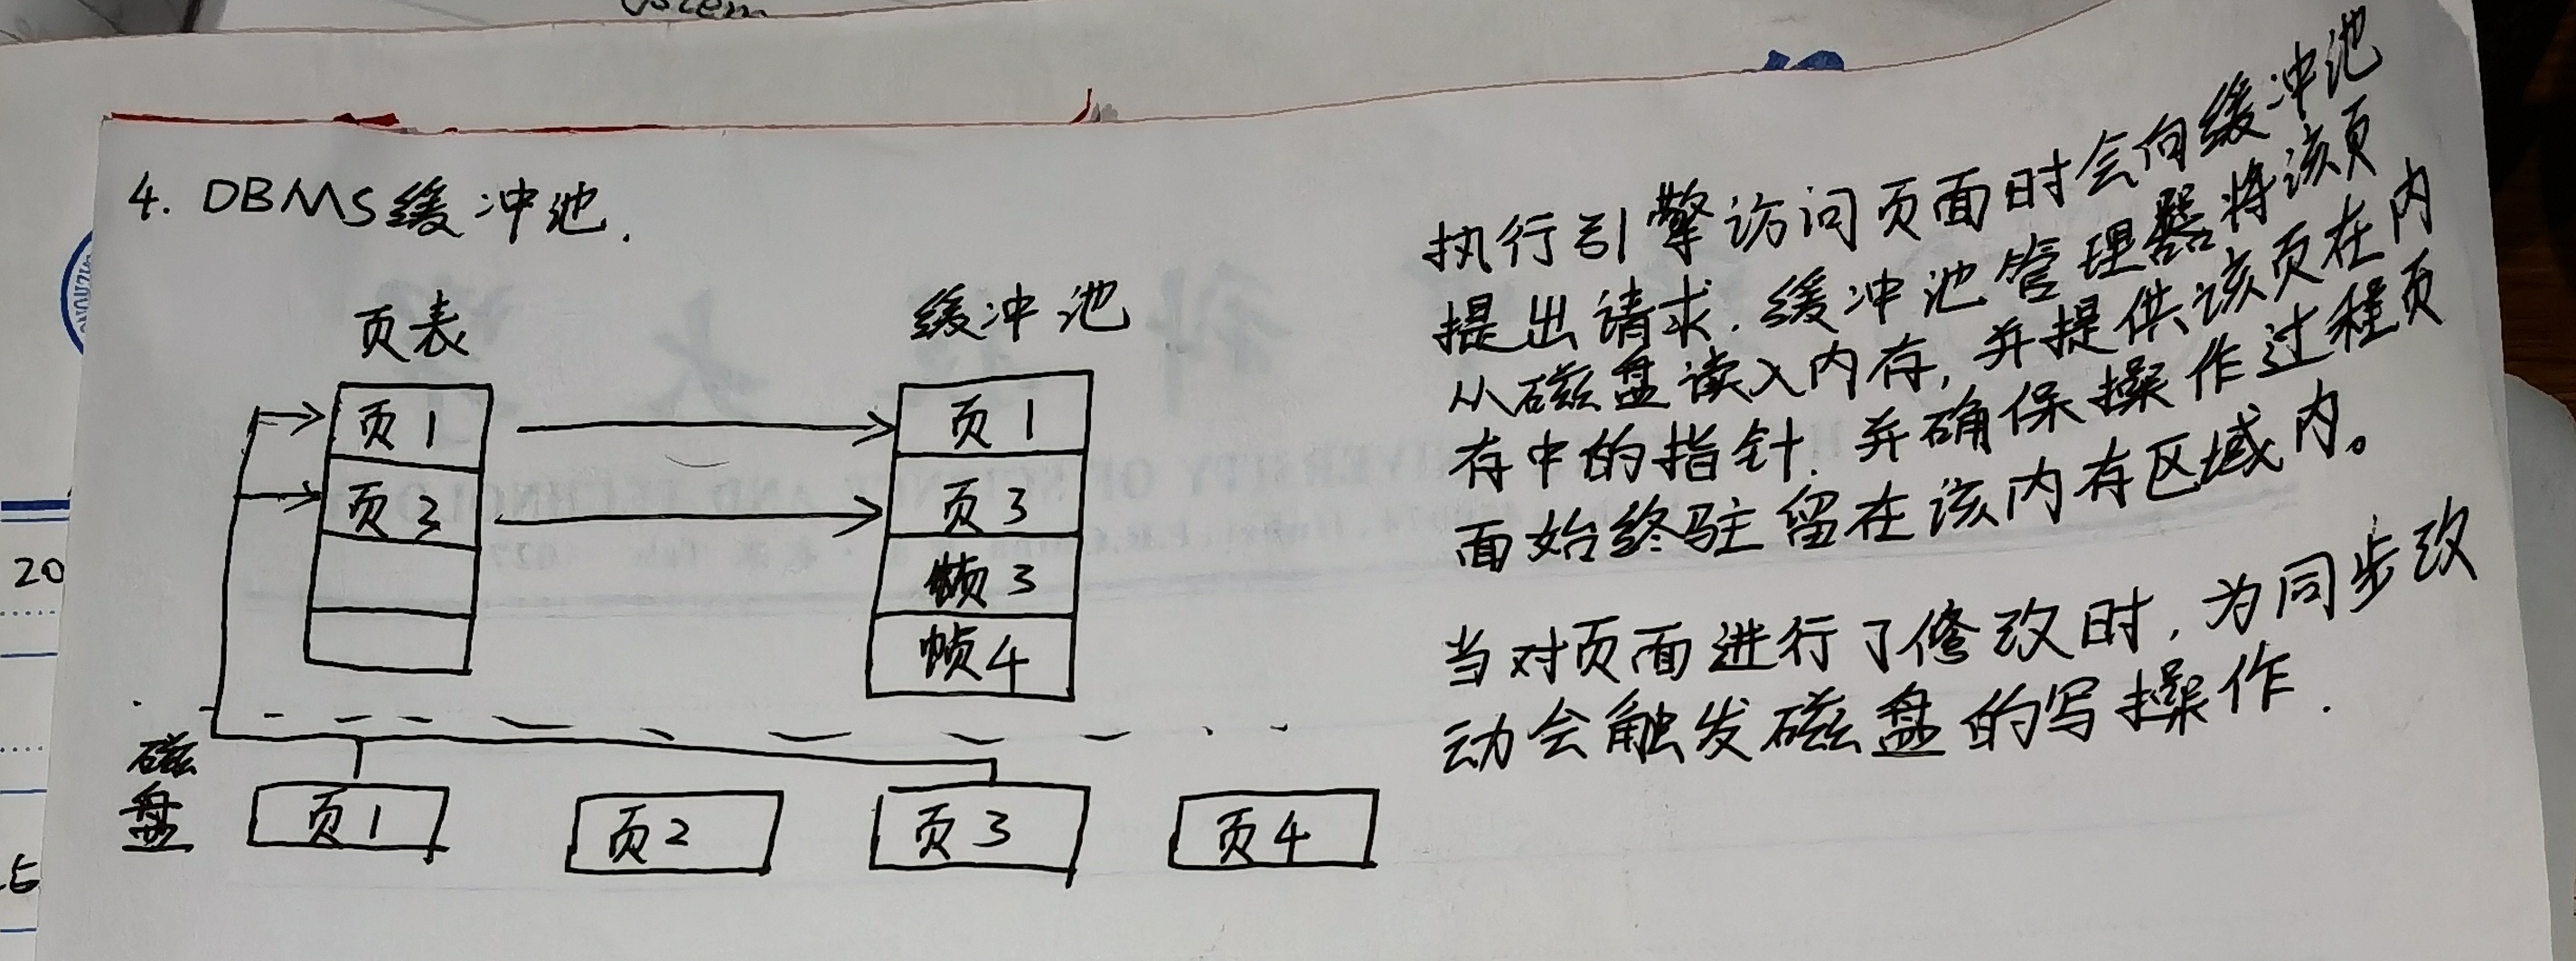 4. DBMS缓冲池.
页表
缓冲池
页1
页3
页1
页3
帧3
帧4
磁
盘
页1
页2
页3
页4
执行引擎访问页面时会向缓冲池
提出请求.缓冲池管理器将该页
从磁盘读入内存,并提供该页在内
存中的指针.并确保操作过程页
面始终驻留在该内存区域内。
当对页面进行了修改时,为同步改
动会触发磁盘的写操作.
20